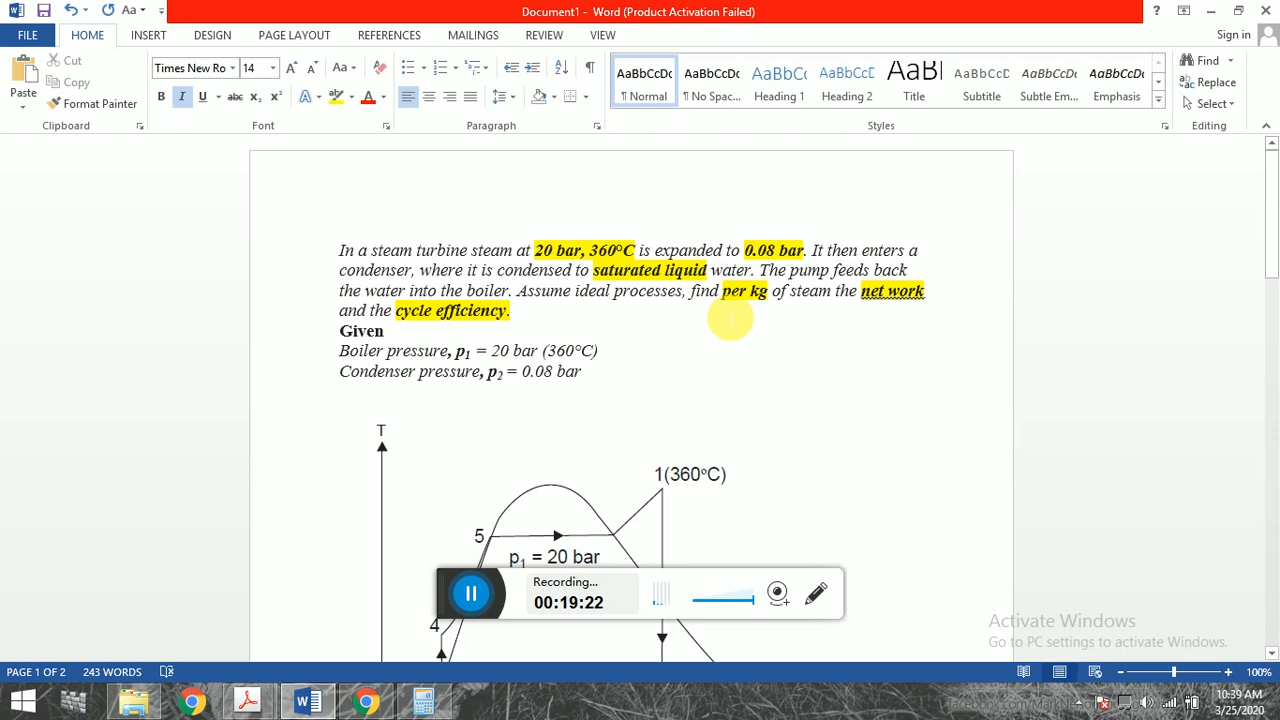 Document1 - Word (Product Activation Failed)
FILE HOME INSERT DESIGN PAGE LAYOUT REFERENCES MAILINGS REVIEW VIEW Sign in
Paste
Cut
Copy
Format Painter
Clipboard
Times New Ro 14
Font
Paragraph
AaBbCcDc AaBbCcDc AaBbC AaBbCc AaBl AaBbCcD AaBbCcDc AaBbCcDc
¶ Normal ¶ No Spac... Heading 1 Heading 2 Title Subtitle Subtle Em... Emphasis
Styles
Find
Replace
Select
Editing
In a steam turbine steam at 20 bar, 360°C is expanded to 0.08 bar. It then enters a
condenser, where it is condensed to saturated liquid water. The pump feeds back
the water into the boiler. Assume ideal processes, find per kg of steam the net work
and the cycle efficiency.
Given
Boiler pressure, p1 = 20 bar (360°C)
Condenser pressure, p2 = 0.08 bar
T
1(360°C)
5
p1 = 20 bar
4
Recording...
00:19:22
Activate Windows
Go to PC settings to activate Windows.
PAGE 1 OF 2 243 WORDS 100%
10:39 AM
3/25/2020